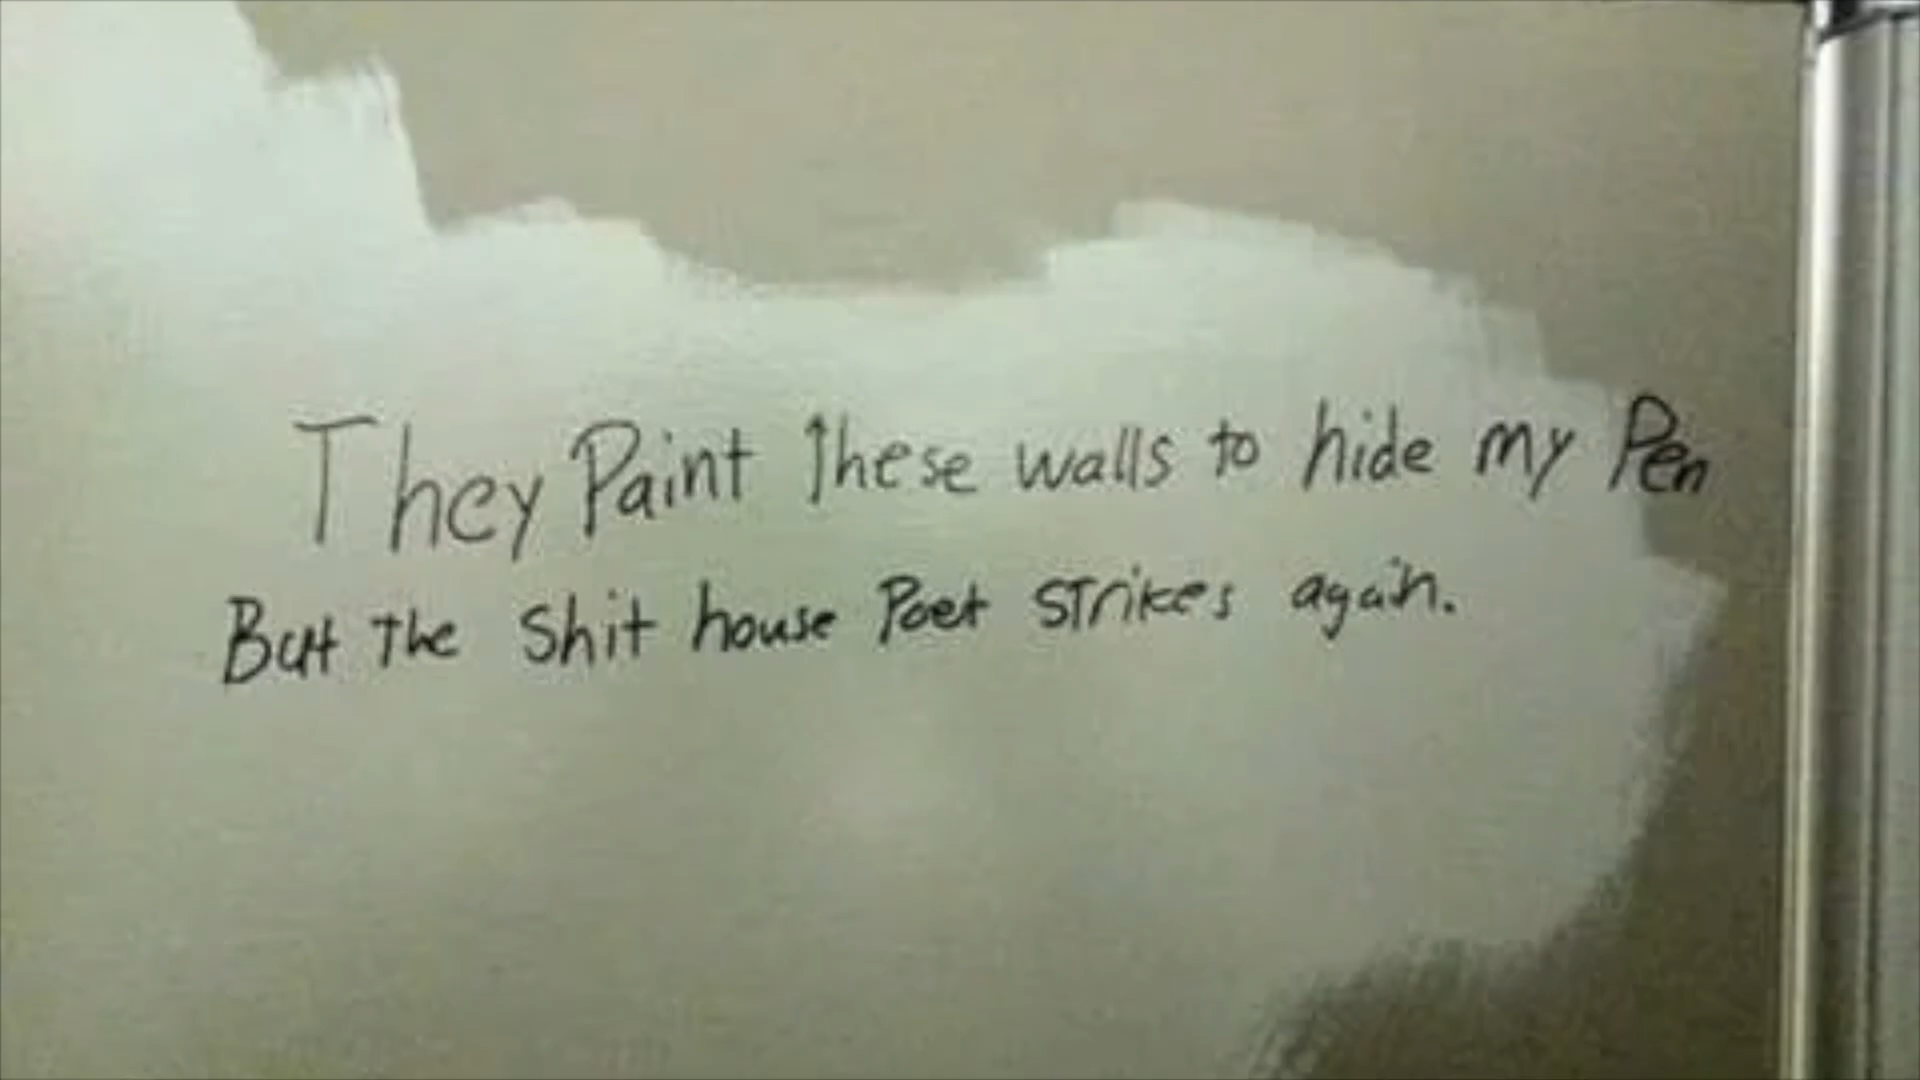 They Paint These walls to hide my Pen
But The Shit house Poet STrikes again.